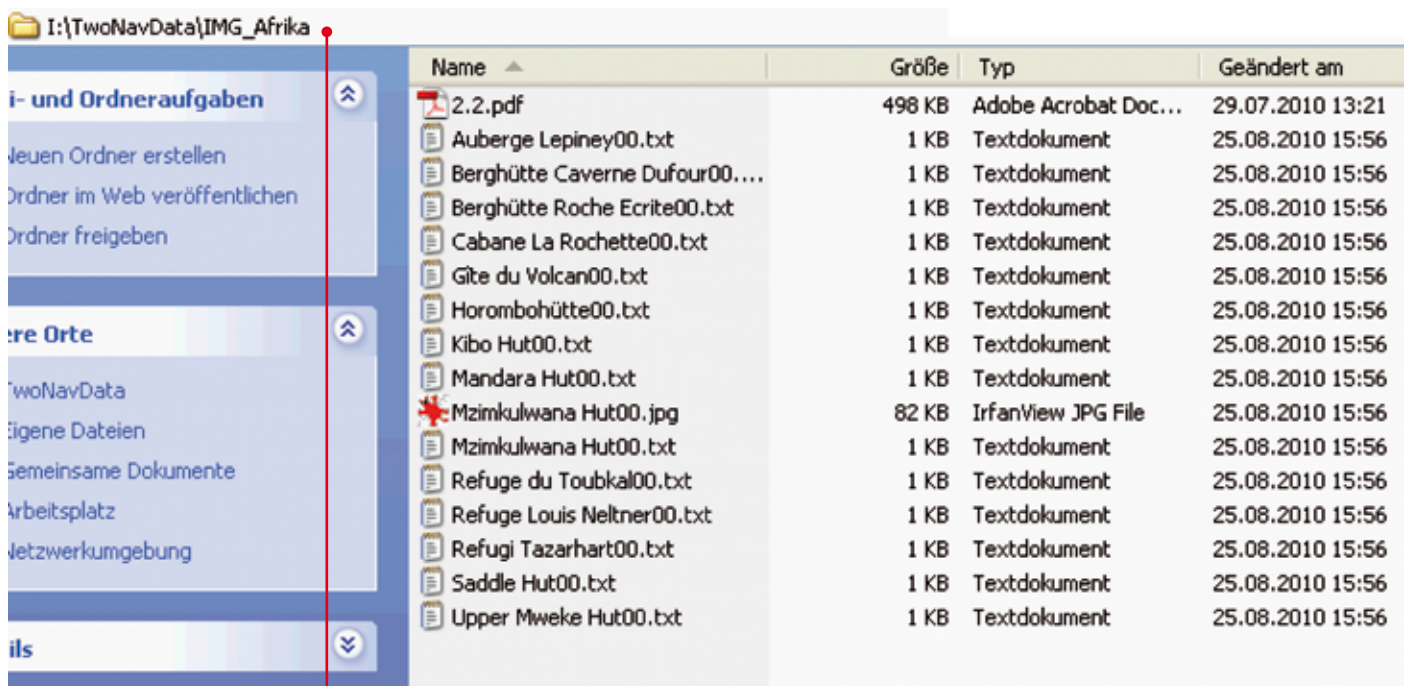 I:\TwoNavData\IMG_Afrika
i- und Ordneraufgaben
Neuen Ordner erstellen
Ordner im Web veröffentlichen
Ordner freigeben
ere Orte
TwoNavData
Eigene Dateien
Gemeinsame Dokumente
Arbeitsplatz
Netzwerkumgebung
ils
Name Größe Typ Geändert am
2.2.pdf 498 KB Adobe Acrobat Doc... 29.07.2010 13:21
Auberge Lepiney00.txt 1 KB Textdokument 25.08.2010 15:56
Berghütte Caverne Dufour00.... 1 KB Textdokument 25.08.2010 15:56
Berghütte Roche Ecrite00.txt 1 KB Textdokument 25.08.2010 15:56
Cabane La Rochette00.txt 1 KB Textdokument 25.08.2010 15:56
Gîte du Volcan00.txt 1 KB Textdokument 25.08.2010 15:56
Horombohütte00.txt 1 KB Textdokument 25.08.2010 15:56
Kibo Hut00.txt 1 KB Textdokument 25.08.2010 15:56
Mandara Hut00.txt 1 KB Textdokument 25.08.2010 15:56
Mzimkulwana Hut00.jpg 82 KB IrfanView JPG File 25.08.2010 15:56
Mzimkulwana Hut00.txt 1 KB Textdokument 25.08.2010 15:56
Refuge du Toubkal00.txt 1 KB Textdokument 25.08.2010 15:56
Refuge Louis Neltner00.txt 1 KB Textdokument 25.08.2010 15:56
Refugi Tazarhart00.txt 1 KB Textdokument 25.08.2010 15:56
Saddle Hut00.txt 1 KB Textdokument 25.08.2010 15:56
Upper Mweke Hut00.txt 1 KB Textdokument 25.08.2010 15:56